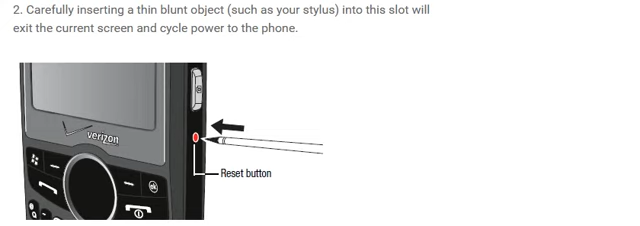 2. Carefully inserting a thin blunt object (such as your stylus) into this slot will
exit the current screen and cycle power to the phone.
verizon
ok
Reset button